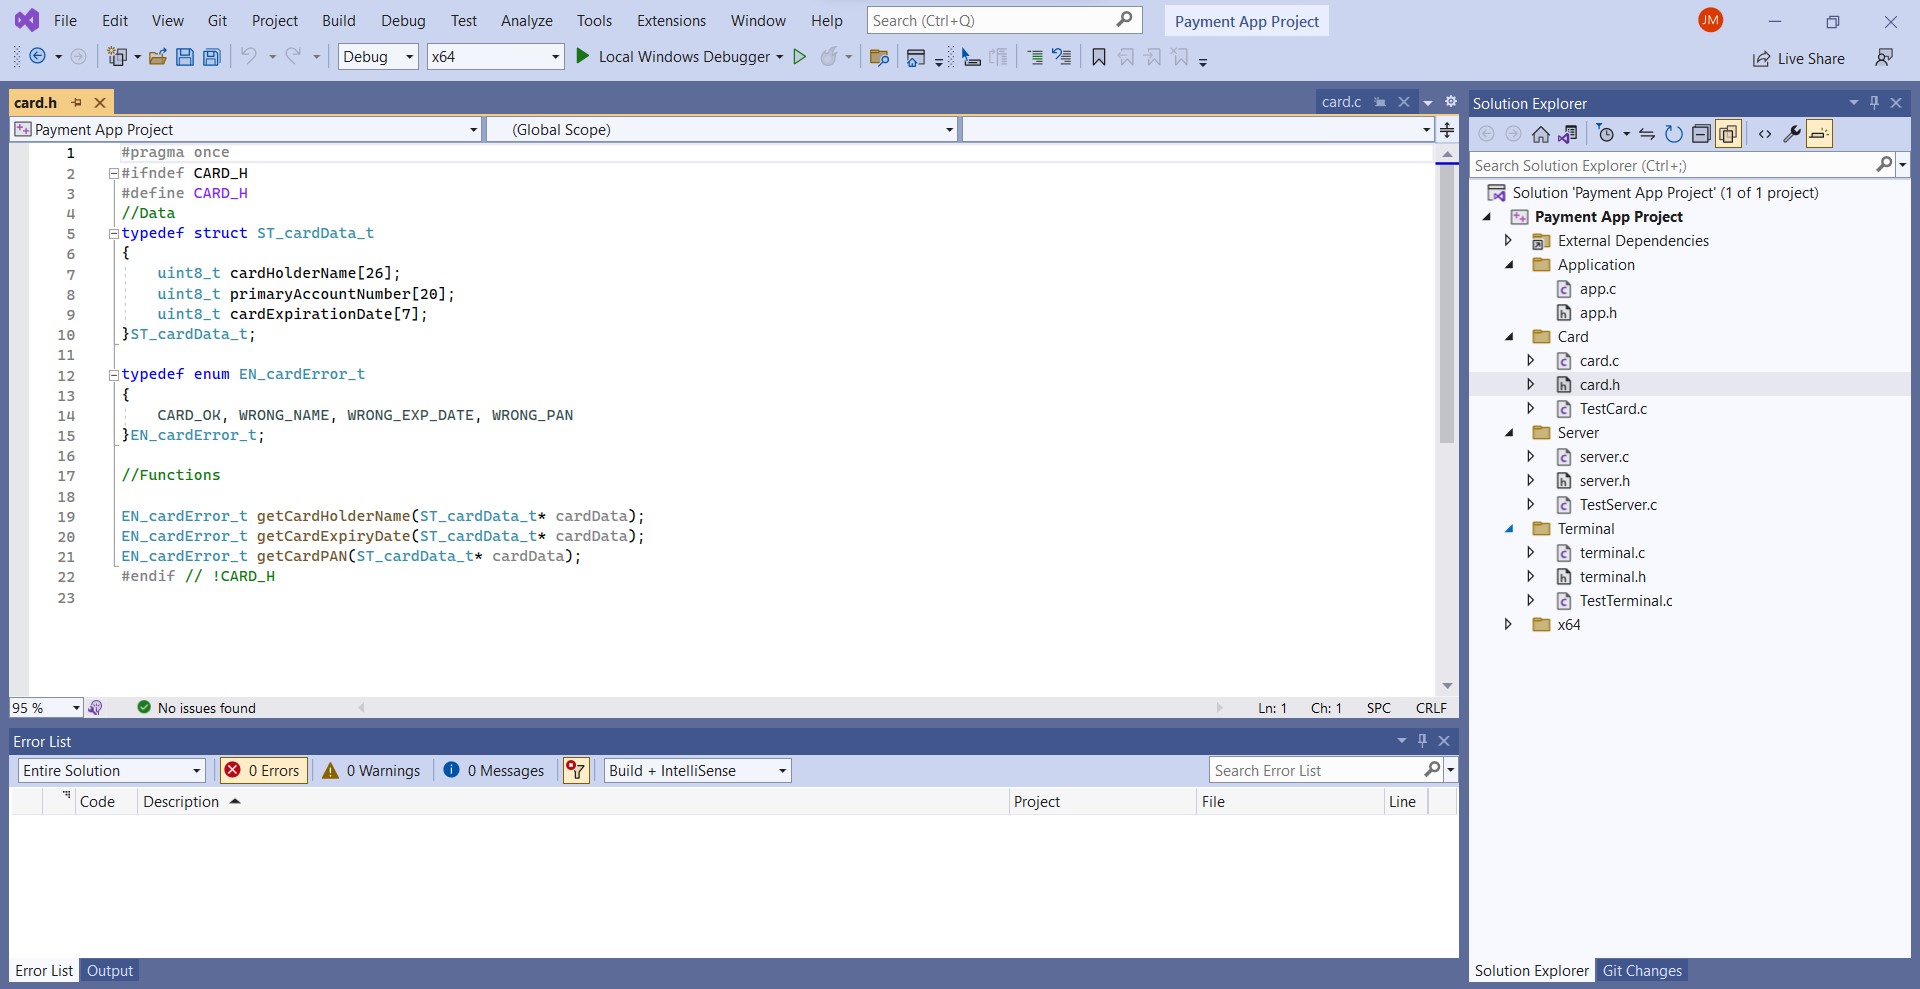 File Edit View Git Project Build Debug Test Analyze Tools Extensions Window Help Search (Ctrl+Q) Payment App Project JM
Debug x64 Local Windows Debugger Live Share
card.h card.c
Payment App Project (Global Scope)
1 #pragma once
2 #ifndef CARD_H
3 #define CARD_H
4 //Data
5 typedef struct ST_cardData_t
6 {
7 uint8_t cardHolderName[26];
8 uint8_t primaryAccountNumber[20];
9 uint8_t cardExpirationDate[7];
10 }ST_cardData_t;
11
12 typedef enum EN_cardError_t
13 {
14 CARD_OK, WRONG_NAME, WRONG_EXP_DATE, WRONG_PAN
15 }EN_cardError_t;
16
17 //Functions
18
19 EN_cardError_t getCardHolderName(ST_cardData_t* cardData);
20 EN_cardError_t getCardExpiryDate(ST_cardData_t* cardData);
21 EN_cardError_t getCardPAN(ST_cardData_t* cardData);
22 #endif // !CARD_H
23
95 % No issues found Ln: 1 Ch: 1 SPC CRLF
Error List
Entire Solution 0 Errors 0 Warnings 0 Messages Build + IntelliSense Search Error List
Code Description Project File Line
Error List Output
Solution Explorer
Search Solution Explorer (Ctrl+;)
Solution 'Payment App Project' (1 of 1 project)
Payment App Project
External Dependencies
Application
app.c
app.h
Card
card.c
card.h
TestCard.c
Server
server.c
server.h
TestServer.c
Terminal
terminal.c
terminal.h
TestTerminal.c
x64
Solution Explorer Git Changes